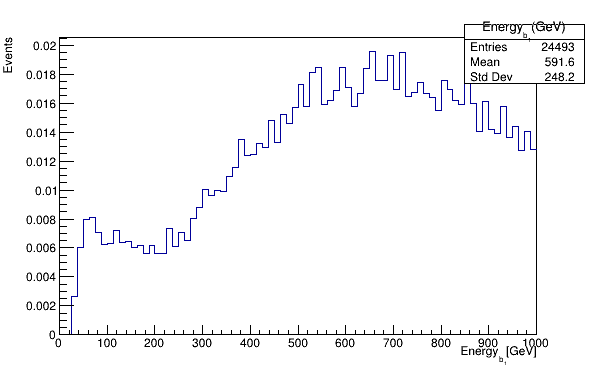 Energy_b₁(GeV)
Entries 24493
Mean 591.6
Std Dev 248.2
Events
0.02
0.018
0.016
0.014
0.012
0.01
0.008
0.006
0.004
0.002
0
0 100 200 300 400 500 600 700 800 900 1000
Energy_b₁[GeV]